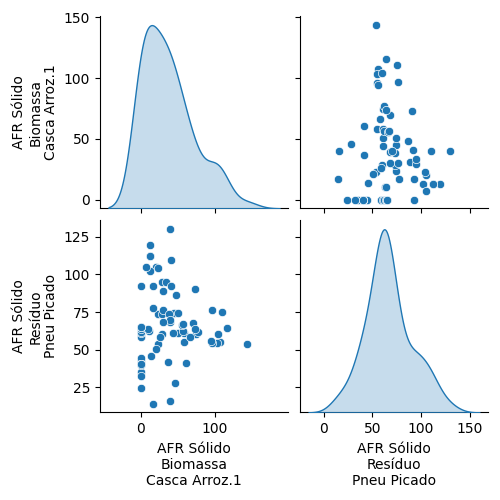 150
100
50
0
AFR Sólido
Biomassa
Casca Arroz.1
125
100
75
50
25
AFR Sólido
Resíduo
Pneu Picado
0
100
0
50
100
150
AFR Sólido
Biomassa
Casca Arroz.1
AFR Sólido
Resíduo
Pneu Picado